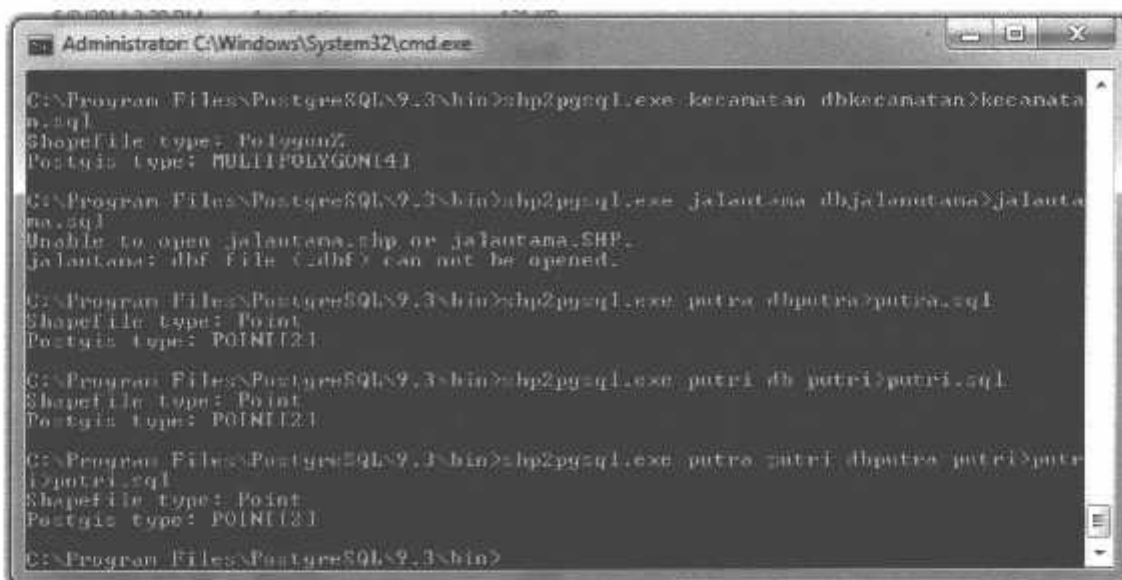 Administrator: C:\Windows\System32\cmd.exe
C:\Program Files\PostgreSQL\9.3\bin>shp2pgsql.exe kecamatan dbkecamatan>kecamata
n.sql
Shapefile type: PolygonZ
Postgis type: MULTIPOLYGON[4]
C:\Program Files\PostgreSQL\9.3\bin>shp2pgsql.exe jalautama dbjalanutama>jalauta
ma.sql
Unable to open jalautama.shp or jalautama.SHP.
jalautama: dbf file (.dbf) can not be opened.
C:\Program Files\PostgreSQL\9.3\bin>shp2pgsql.exe putra dbputra>putra.sql
Shapefile type: Point
Postgis type: POINT[2]
C:\Program Files\PostgreSQL\9.3\bin>shp2pgsql.exe putri db putri>putri.sql
Shapefile type: Point
Postgis type: POINT[2]
C:\Program Files\PostgreSQL\9.3\bin>shp2pgsql.exe putra putri dbputra putri>putr
i>putri.sql
Shapefile type: Point
Postgis type: POINT[2]
C:\Program Files\PostgreSQL\9.3\bin>